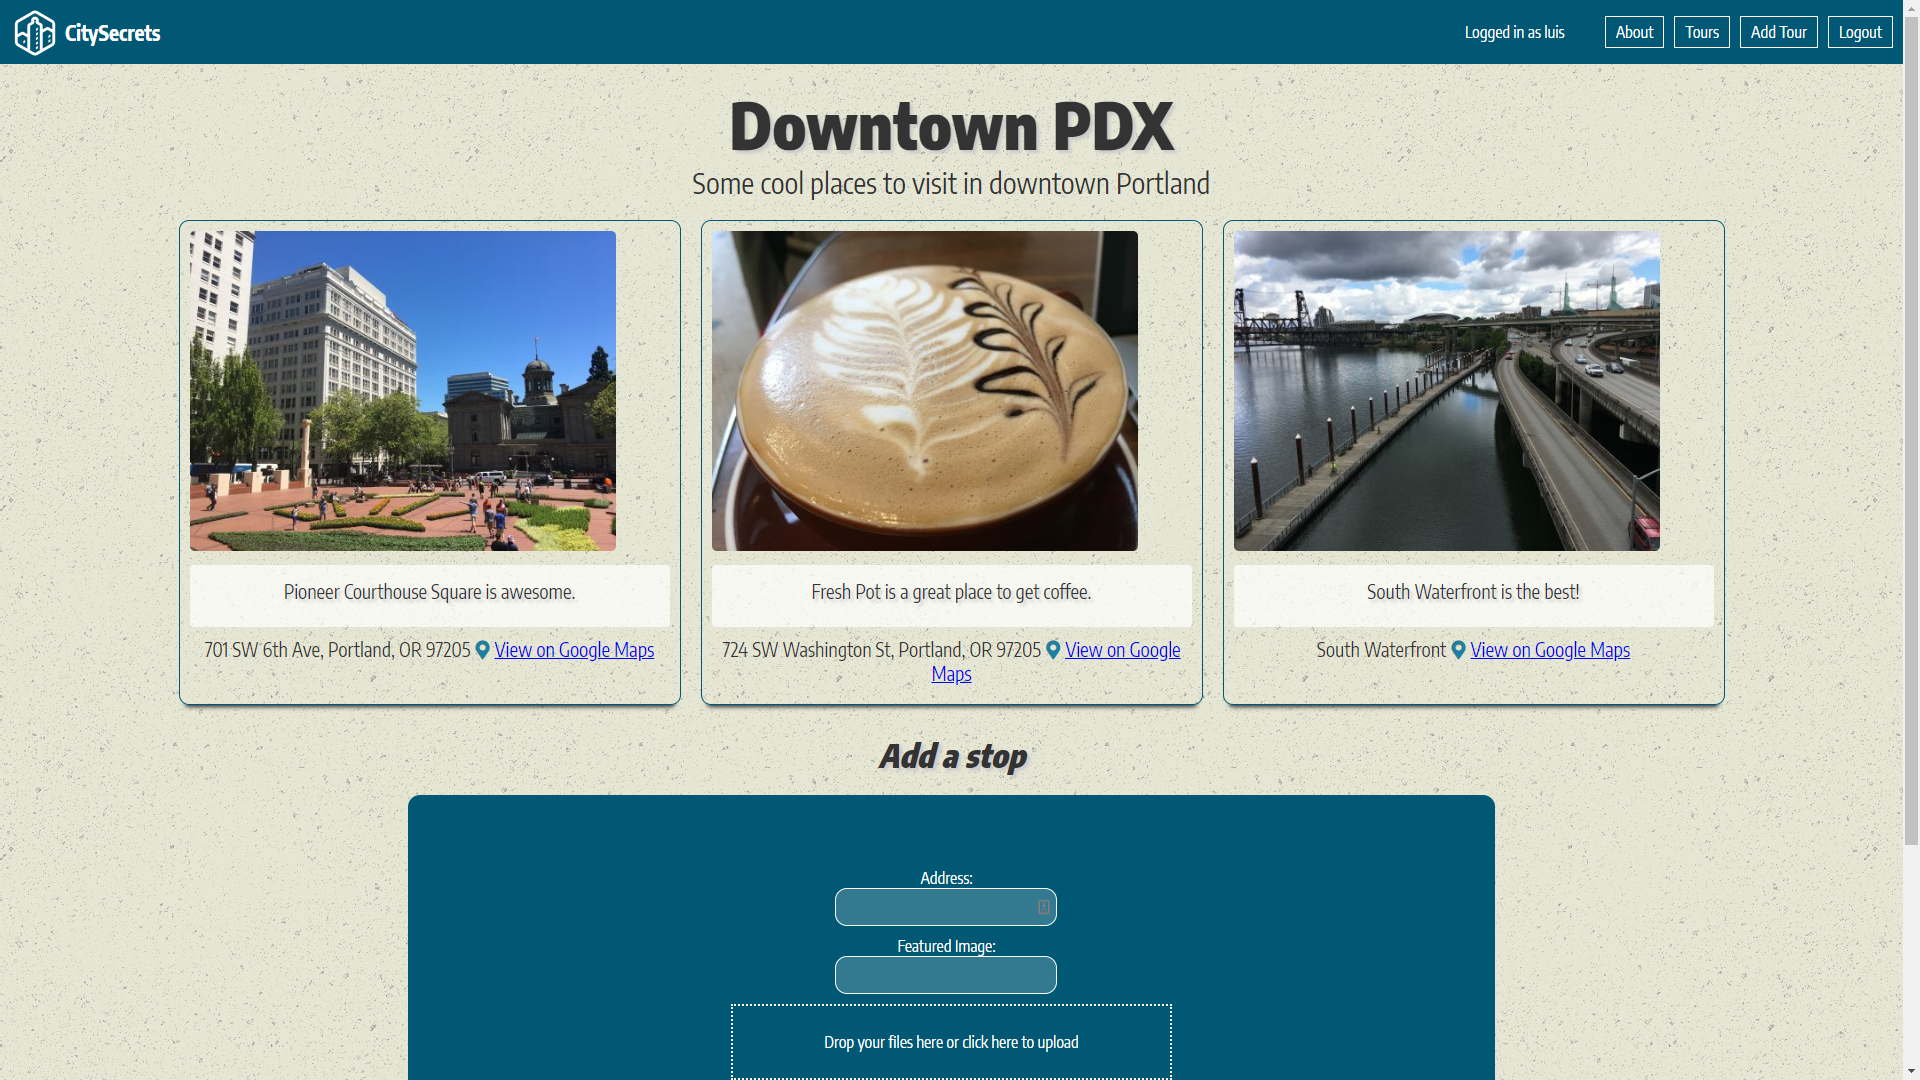 CitySecrets
Logged in as luis
About
Tours
Add Tour
Logout
Downtown PDX
Some cool places to visit in downtown Portland
Pioneer Courthouse Square is awesome.
701 SW 6th Ave, Portland, OR 97205 View on Google Maps
Fresh Pot is a great place to get coffee.
724 SW Washington St, Portland, OR 97205 View on Google
Maps
South Waterfront is the best!
South Waterfront View on Google Maps
Add a stop
Address:
Featured Image:
Drop your files here or click here to upload